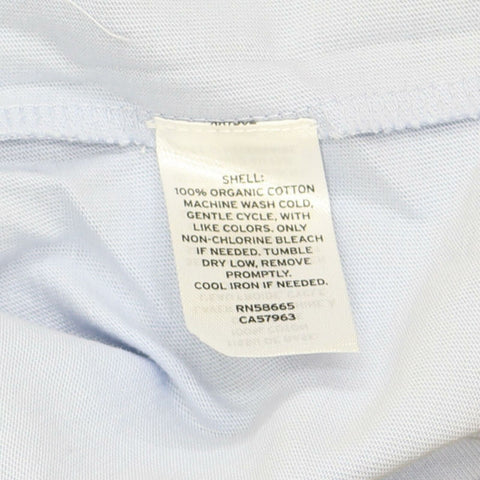 SHELL:
100% ORGANIC COTTON
MACHINE WASH COLD,
GENTLE CYCLE, WITH
LIKE COLORS. ONLY
NON-CHLORINE BLEACH
IF NEEDED. TUMBLE
DRY LOW, REMOVE
PROMPTLY.
COOL IRON IF NEEDED.
RN58665
CA57963